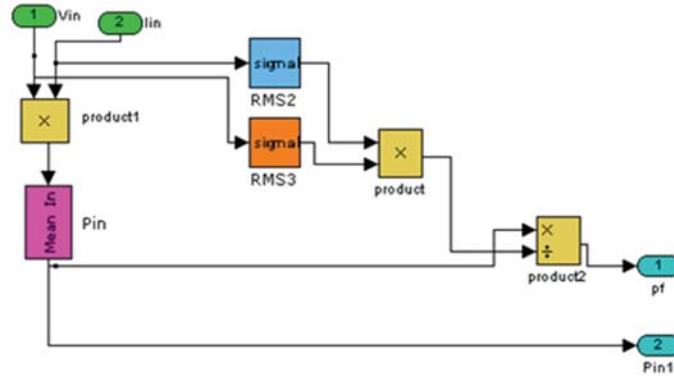 1 Vin
2 Iin
signal
RMS2
× product1
signal
RMS3
×
product
Mean In
Pin
×
÷
product2
1
pf
2
Pin1